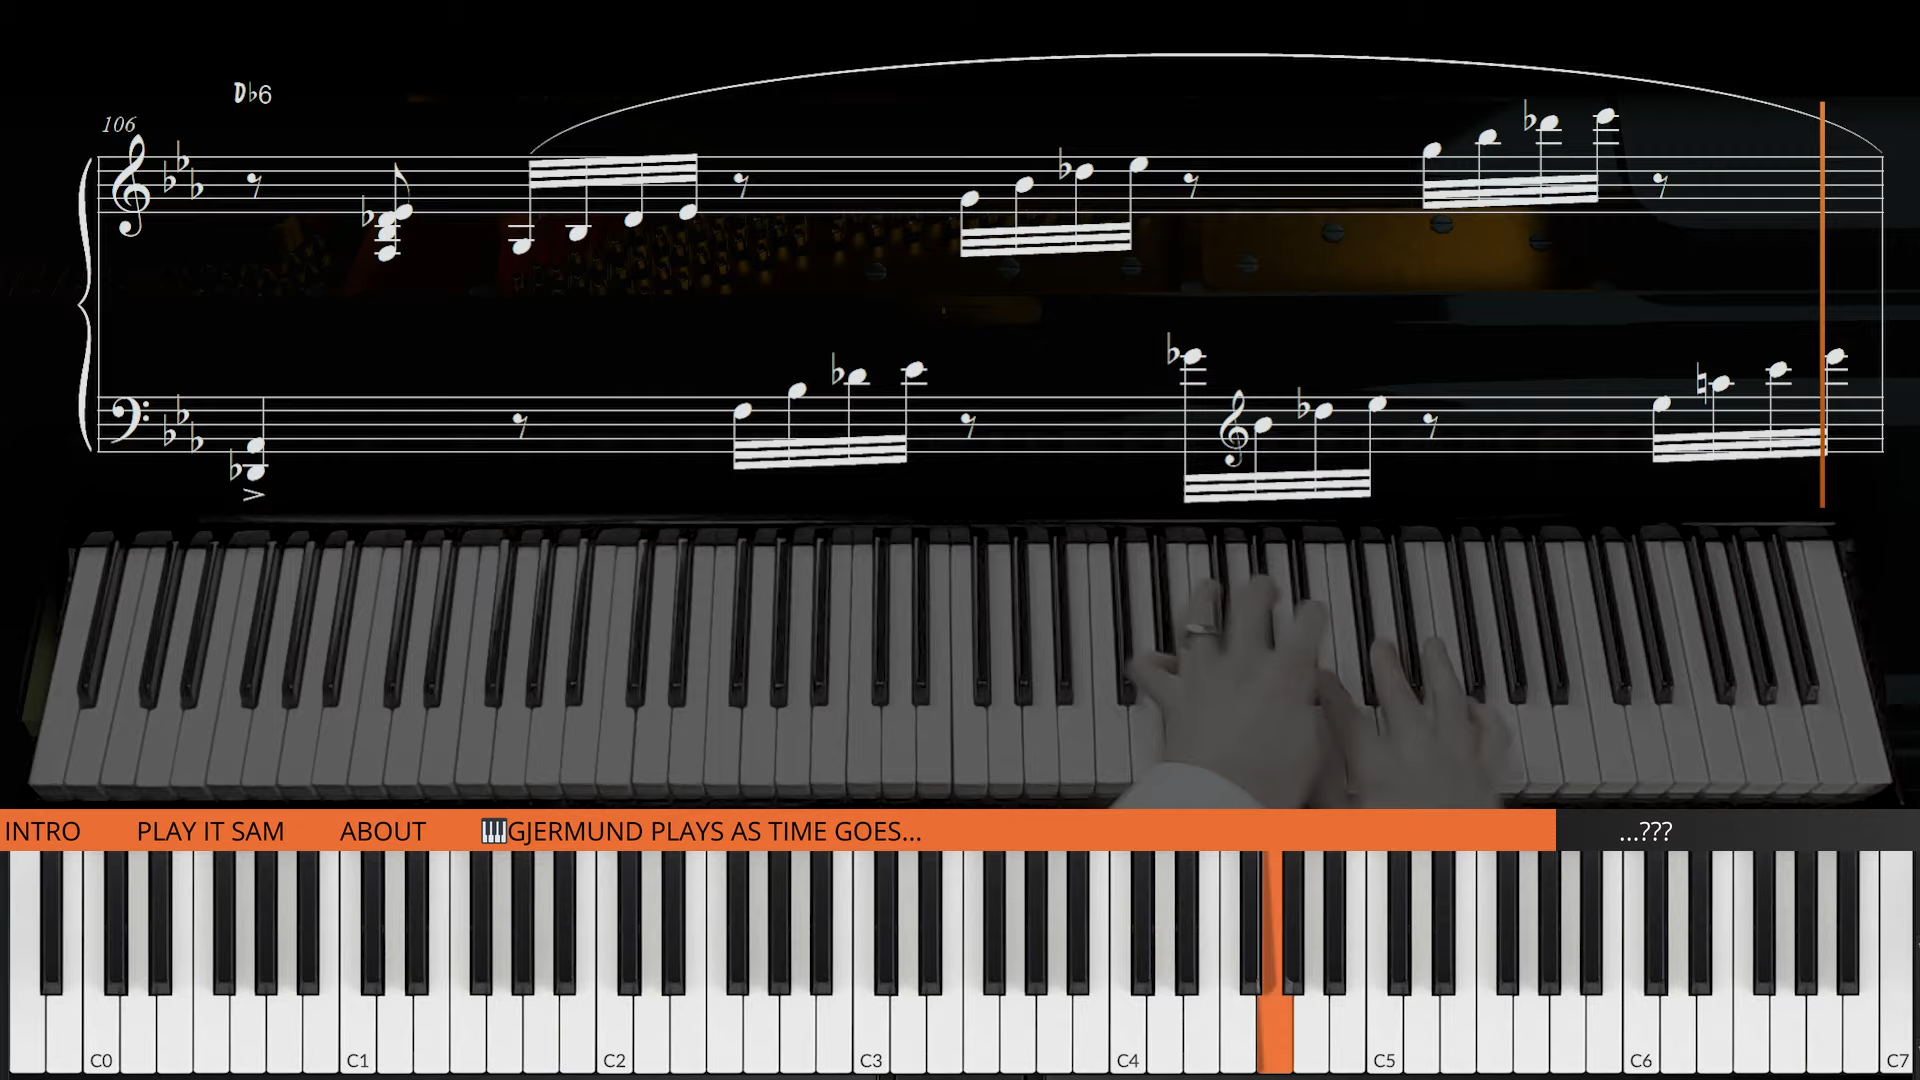 D♭6
106
INTRO PLAY IT SAM ABOUT 🎹GJERMUND PLAYS AS TIME GOES... ...???
C0 C1 C2 C3 C4 C5 C6 C7